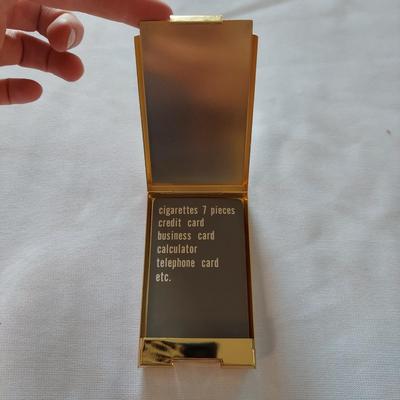 cigarettes 7 pieces
credit card
business card
calculator
telephone card
etc.